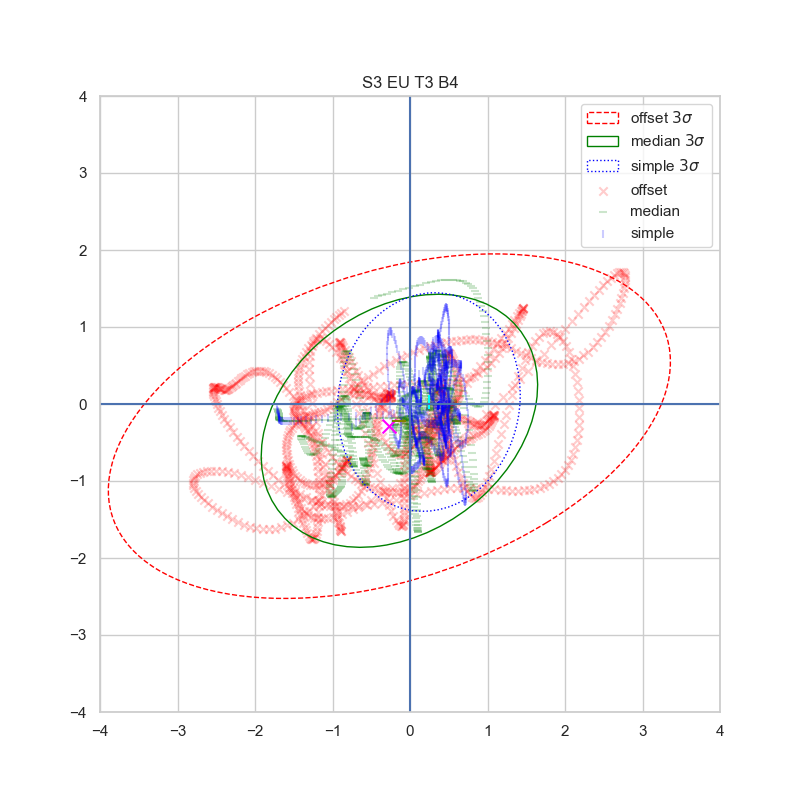 S3 EU T3 B4
offset 3σ
median 3σ
simple 3σ
offset
median
simple
4
3
2
1
0
−1
−2
−3
−4
−4 −3 −2 −1 0 1 2 3 4